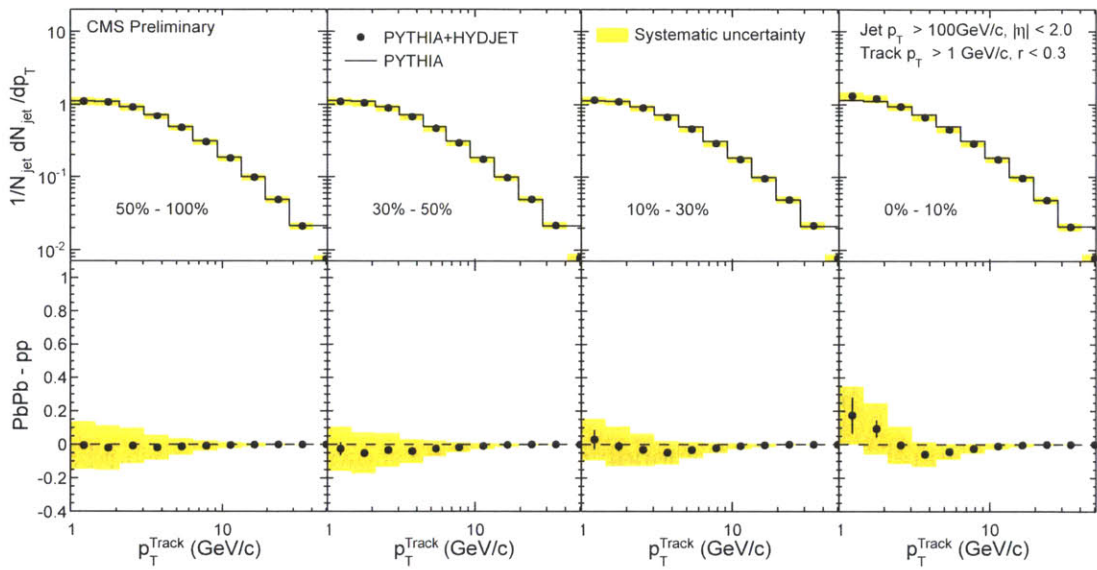 CMS Preliminary
PYTHIA+HYDJET
PYTHIA
Systematic uncertainty
Jet p_T > 100GeV/c, |η| < 2.0
Track p_T > 1 GeV/c, r < 0.3
1/N_jet dN_jet /dp_T
10
1
10^-1
10^-2
50% - 100%
30% - 50%
10% - 30%
0% - 10%
PbPb - pp
1
0.8
0.6
0.4
0.2
0
-0.2
-0.4
1 10 1 10 1 10 1 10
p_T^Track (GeV/c) p_T^Track (GeV/c) p_T^Track (GeV/c) p_T^Track (GeV/c)